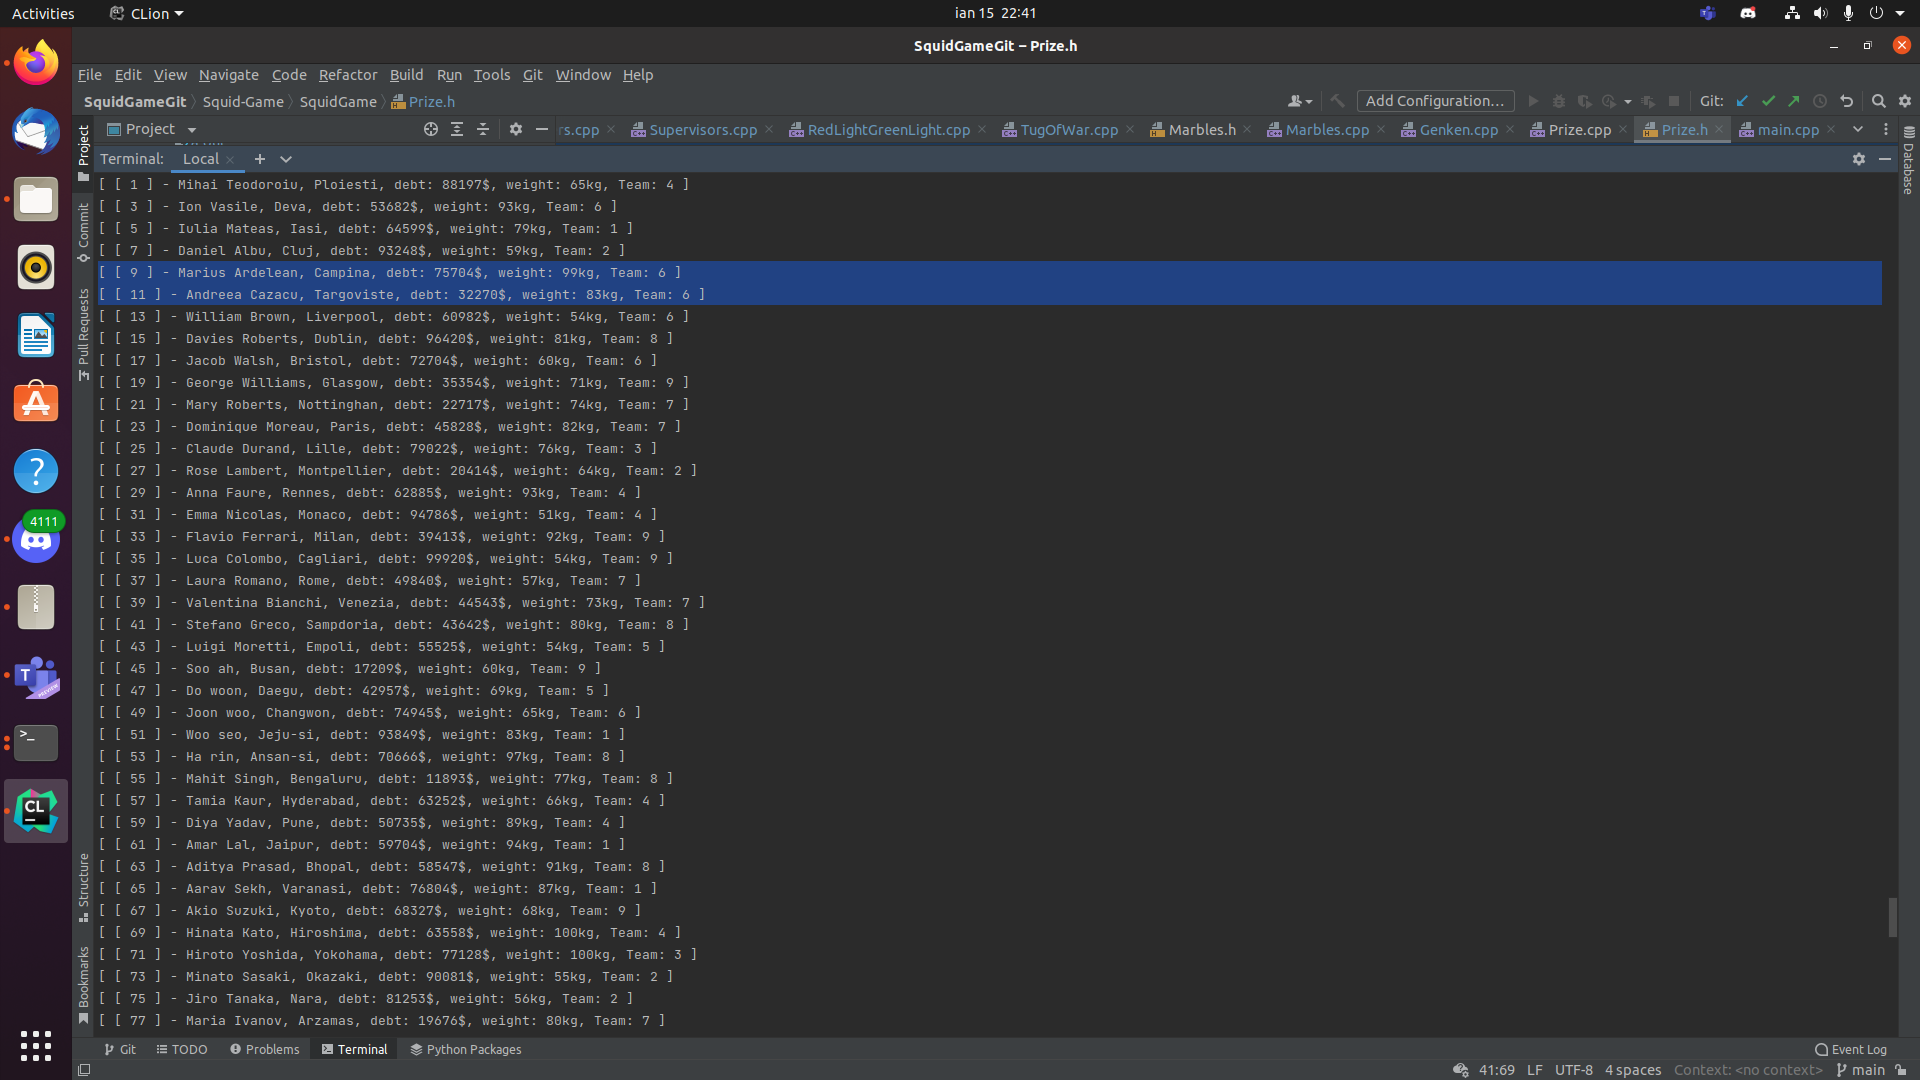 Activities CLion ian 15 22:41
SquidGameGit – Prize.h
File Edit View Navigate Code Refactor Build Run Tools Git Window Help
SquidGameGit Squid-Game SquidGame Prize.h Add Configuration... Git:
Project rs.cpp Supervisors.cpp RedLightGreenLight.cpp TugOfWar.cpp Marbles.h Marbles.cpp Genken.cpp Prize.cpp Prize.h main.cpp
Terminal: Local
[ [ 1 ] - Mihai Teodoroiu, Ploiesti, debt: 88197$, weight: 65kg, Team: 4 ]
[ [ 3 ] - Ion Vasile, Deva, debt: 53682$, weight: 93kg, Team: 6 ]
[ [ 5 ] - Iulia Mateas, Iasi, debt: 64599$, weight: 79kg, Team: 1 ]
[ [ 7 ] - Daniel Albu, Cluj, debt: 93248$, weight: 59kg, Team: 2 ]
[ [ 9 ] - Marius Ardelean, Campina, debt: 75704$, weight: 99kg, Team: 6 ]
[ [ 11 ] - Andreea Cazacu, Targoviste, debt: 32270$, weight: 83kg, Team: 6 ]
[ [ 13 ] - William Brown, Liverpool, debt: 60982$, weight: 54kg, Team: 6 ]
[ [ 15 ] - Davies Roberts, Dublin, debt: 96420$, weight: 81kg, Team: 8 ]
[ [ 17 ] - Jacob Walsh, Bristol, debt: 72704$, weight: 60kg, Team: 6 ]
[ [ 19 ] - George Williams, Glasgow, debt: 35354$, weight: 71kg, Team: 9 ]
[ [ 21 ] - Mary Roberts, Nottinghan, debt: 22717$, weight: 74kg, Team: 7 ]
[ [ 23 ] - Dominique Moreau, Paris, debt: 45828$, weight: 82kg, Team: 7 ]
[ [ 25 ] - Claude Durand, Lille, debt: 79022$, weight: 76kg, Team: 3 ]
[ [ 27 ] - Rose Lambert, Montpellier, debt: 20414$, weight: 64kg, Team: 2 ]
[ [ 29 ] - Anna Faure, Rennes, debt: 62885$, weight: 93kg, Team: 4 ]
[ [ 31 ] - Emma Nicolas, Monaco, debt: 94786$, weight: 51kg, Team: 4 ]
[ [ 33 ] - Flavio Ferrari, Milan, debt: 39413$, weight: 92kg, Team: 9 ]
[ [ 35 ] - Luca Colombo, Cagliari, debt: 99920$, weight: 54kg, Team: 9 ]
[ [ 37 ] - Laura Romano, Rome, debt: 49840$, weight: 57kg, Team: 7 ]
[ [ 39 ] - Valentina Bianchi, Venezia, debt: 44543$, weight: 73kg, Team: 7 ]
[ [ 41 ] - Stefano Greco, Sampdoria, debt: 43642$, weight: 80kg, Team: 8 ]
[ [ 43 ] - Luigi Moretti, Empoli, debt: 55525$, weight: 54kg, Team: 5 ]
[ [ 45 ] - Soo ah, Busan, debt: 17209$, weight: 60kg, Team: 9 ]
[ [ 47 ] - Do woon, Daegu, debt: 42957$, weight: 69kg, Team: 5 ]
[ [ 49 ] - Joon woo, Changwon, debt: 74945$, weight: 65kg, Team: 6 ]
[ [ 51 ] - Woo seo, Jeju-si, debt: 93849$, weight: 83kg, Team: 1 ]
[ [ 53 ] - Ha rin, Ansan-si, debt: 70666$, weight: 97kg, Team: 8 ]
[ [ 55 ] - Mahit Singh, Bengaluru, debt: 11893$, weight: 77kg, Team: 8 ]
[ [ 57 ] - Tamia Kaur, Hyderabad, debt: 63252$, weight: 66kg, Team: 4 ]
[ [ 59 ] - Diya Yadav, Pune, debt: 50735$, weight: 89kg, Team: 4 ]
[ [ 61 ] - Amar Lal, Jaipur, debt: 59704$, weight: 94kg, Team: 1 ]
[ [ 63 ] - Aditya Prasad, Bhopal, debt: 58547$, weight: 91kg, Team: 8 ]
[ [ 65 ] - Aarav Sekh, Varanasi, debt: 76804$, weight: 87kg, Team: 1 ]
[ [ 67 ] - Akio Suzuki, Kyoto, debt: 68327$, weight: 68kg, Team: 9 ]
[ [ 69 ] - Hinata Kato, Hiroshima, debt: 63558$, weight: 100kg, Team: 4 ]
[ [ 71 ] - Hiroto Yoshida, Yokohama, debt: 77128$, weight: 100kg, Team: 3 ]
[ [ 73 ] - Minato Sasaki, Okazaki, debt: 90081$, weight: 55kg, Team: 2 ]
[ [ 75 ] - Jiro Tanaka, Nara, debt: 81253$, weight: 56kg, Team: 2 ]
[ [ 77 ] - Maria Ivanov, Arzamas, debt: 19676$, weight: 80kg, Team: 7 ]
Project
Commit
Pull Requests
Structure
Bookmarks
Database
4111
T
PREVIEW
>_
CL
Git TODO Problems Terminal Python Packages Event Log
41:69 LF UTF-8 4 spaces Context: <no context> main